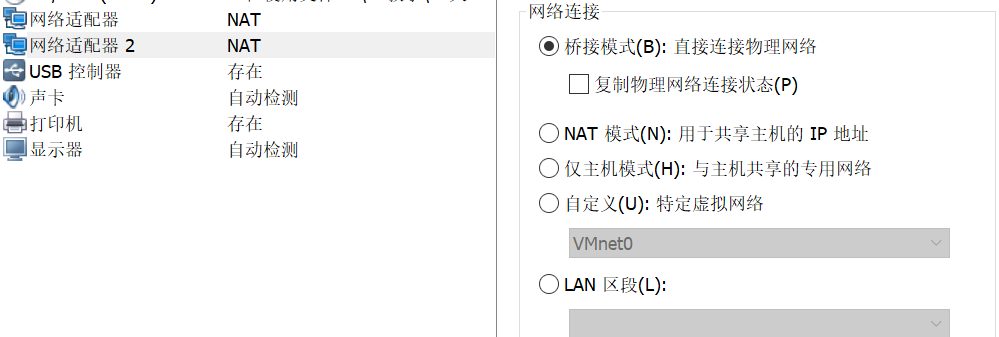 网络适配器 NAT
网络适配器 2 NAT
USB 控制器 存在
声卡 自动检测
打印机 存在
显示器 自动检测
网络连接
桥接模式(B): 直接连接物理网络
复制物理网络连接状态(P)
NAT 模式(N): 用于共享主机的 IP 地址
仅主机模式(H): 与主机共享的专用网络
自定义(U): 特定虚拟网络
VMnet0
LAN 区段(L):